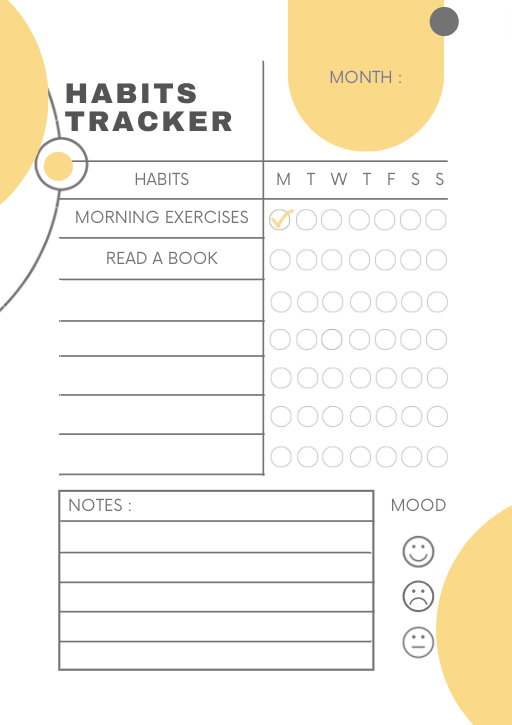 MONTH :
HABITS
TRACKER
HABITS M T W T F S S
MORNING EXERCISES
READ A BOOK
NOTES :
MOOD